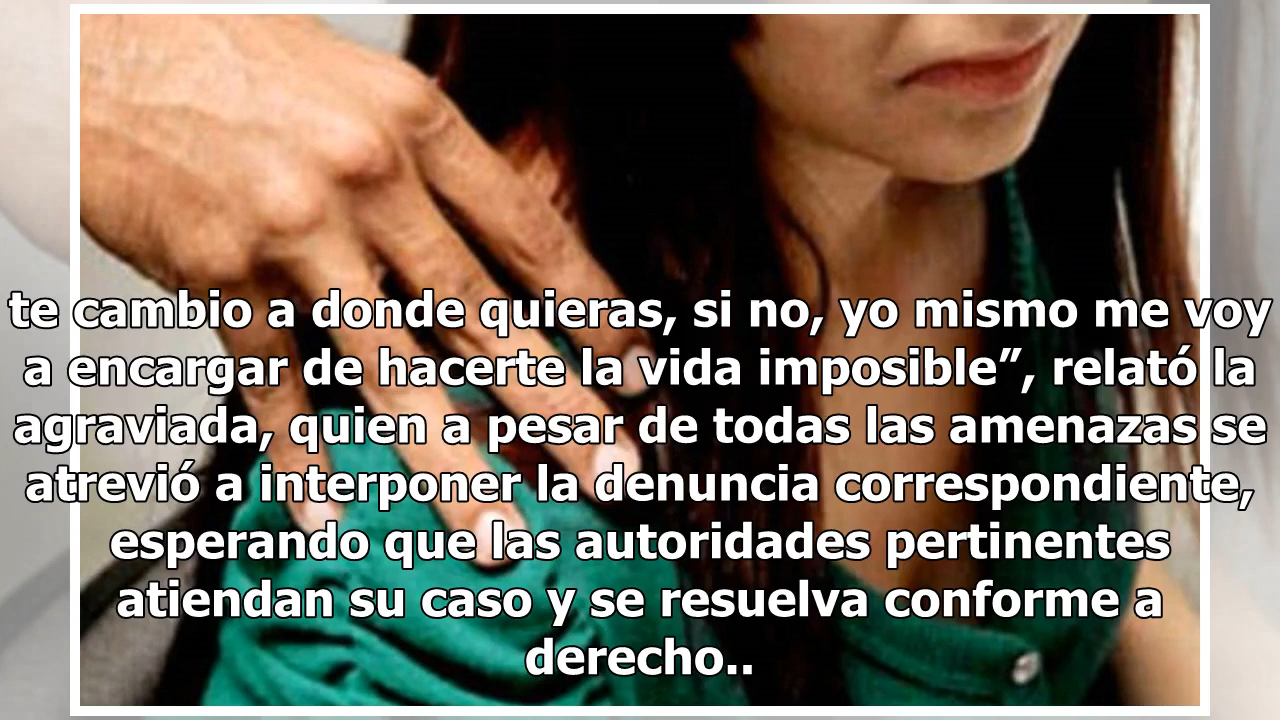 te cambio a donde quieras, si no, yo mismo me voy
a encargar de hacerte la vida imposible”, relató la
agraviada, quien a pesar de todas las amenazas se
atrevió a interponer la denuncia correspondiente,
esperando que las autoridades pertinentes
atiendan su caso y se resuelva conforme a
derecho..